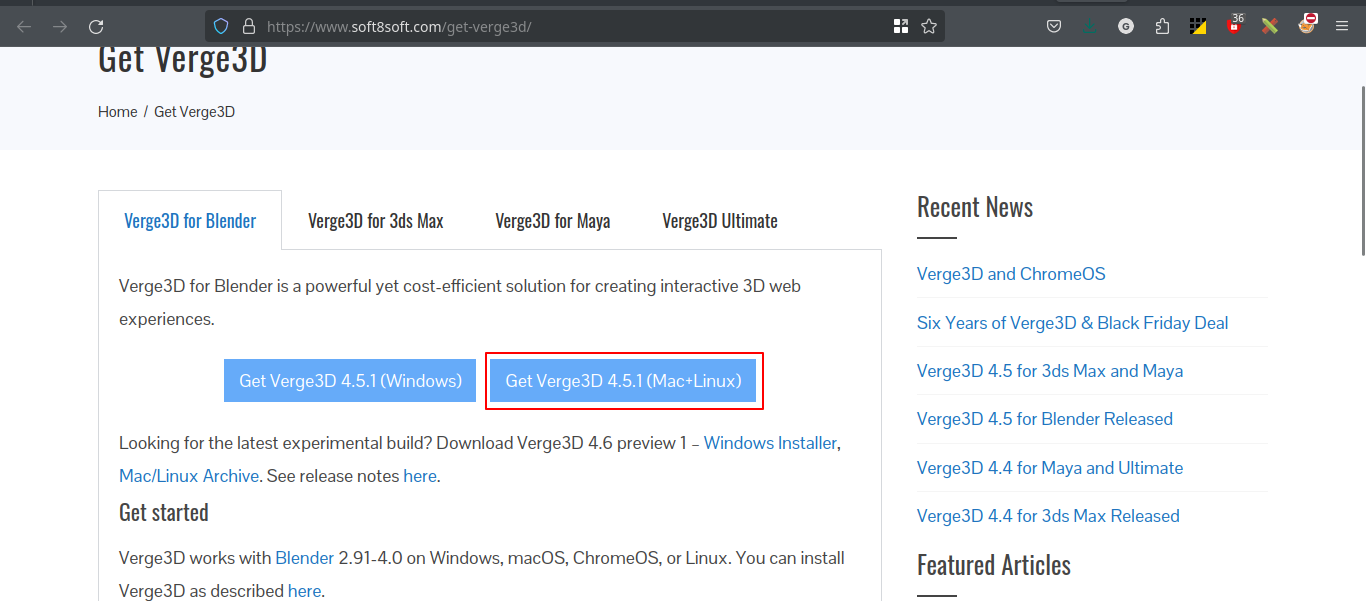 https://www.soft8soft.com/get-verge3d/
G
36
Get Verge3D
Home / Get Verge3D
Verge3D for Blender
Verge3D for 3ds Max
Verge3D for Maya
Verge3D Ultimate
Verge3D for Blender is a powerful yet cost-efficient solution for creating interactive 3D web
experiences.
Get Verge3D 4.5.1 (Windows)
Get Verge3D 4.5.1 (Mac+Linux)
Looking for the latest experimental build? Download Verge3D 4.6 preview 1 – Windows Installer,
Mac/Linux Archive. See release notes here.
Get started
Verge3D works with Blender 2.91-4.0 on Windows, macOS, ChromeOS, or Linux. You can install
Verge3D as described here.
Recent News
Verge3D and ChromeOS
Six Years of Verge3D & Black Friday Deal
Verge3D 4.5 for 3ds Max and Maya
Verge3D 4.5 for Blender Released
Verge3D 4.4 for Maya and Ultimate
Verge3D 4.4 for 3ds Max Released
Featured Articles